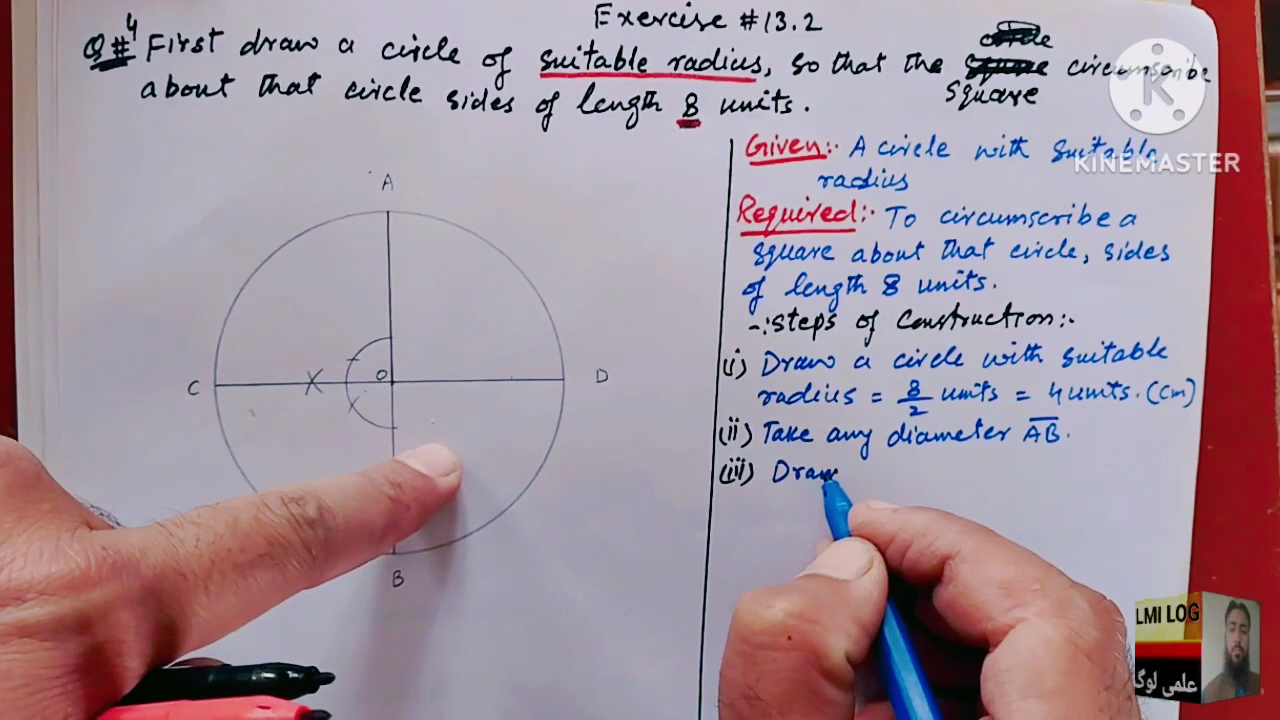 Exercise #13.2
Q#4 First draw a circle of suitable radius, so that the circle circumscribe
square
about that circle sides of length 8 units.
Given:- A circle with suitable
radius
Required:- To circumscribe a
square about that circle, sides
of length 8 units.
-:Steps of Construction:-
(i) Draw a circle with suitable
radius = 8/2 units = 4 units. (cm)
(ii) Take any diameter A̅B̅.
(iii) Draw
A
C
O
D
B
K
KINEMASTER
LMI LOG
علمی لوگ